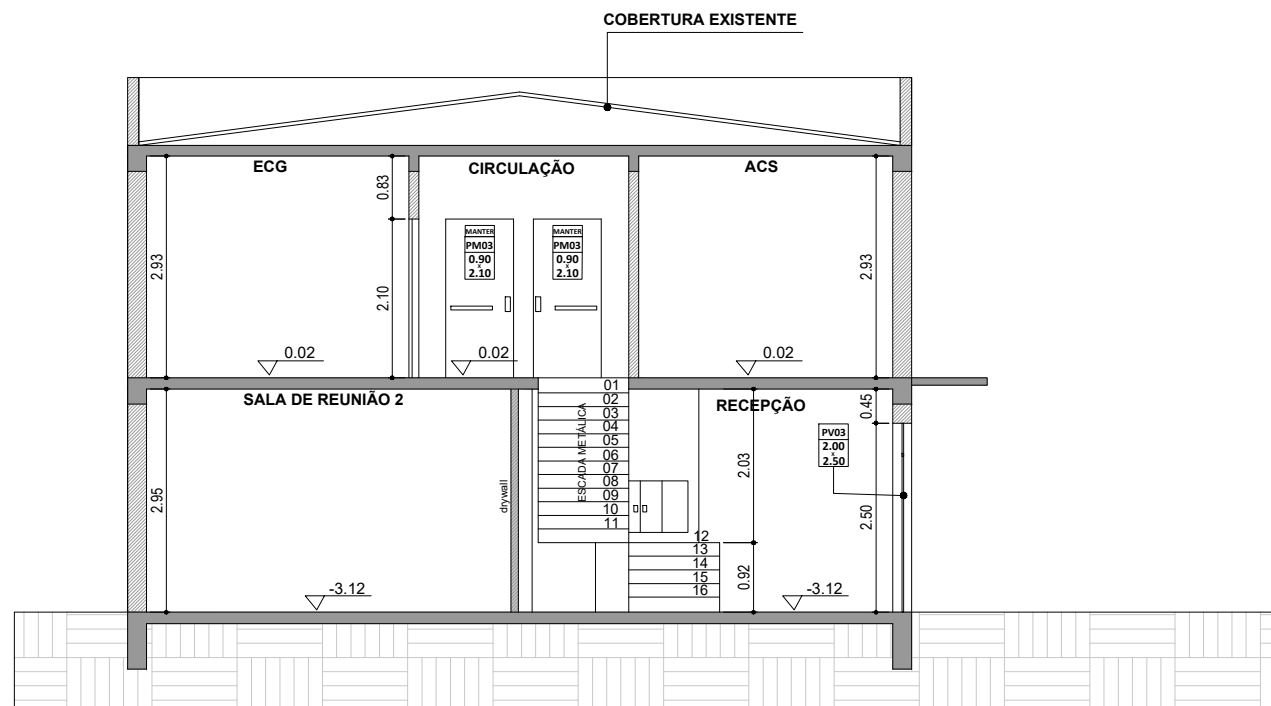 COBERTURA EXISTENTE
ECG
CIRCULAÇÃO
ACS
0.83
2.93
2.10
MANTER
PM03
0.90
x
2.10
MANTER
PM03
0.90
x
2.10
2.93
0.02
0.02
0.02
SALA DE REUNIÃO 2
RECEPÇÃO
01
02
03
04
05
06
07
08
09
10
11
12
13
14
15
16
ESCADA METÁLICA
drywall
2.95
2.03
0.92
0.45
2.50
PV03
2.00
x
2.50
-3.12
-3.12